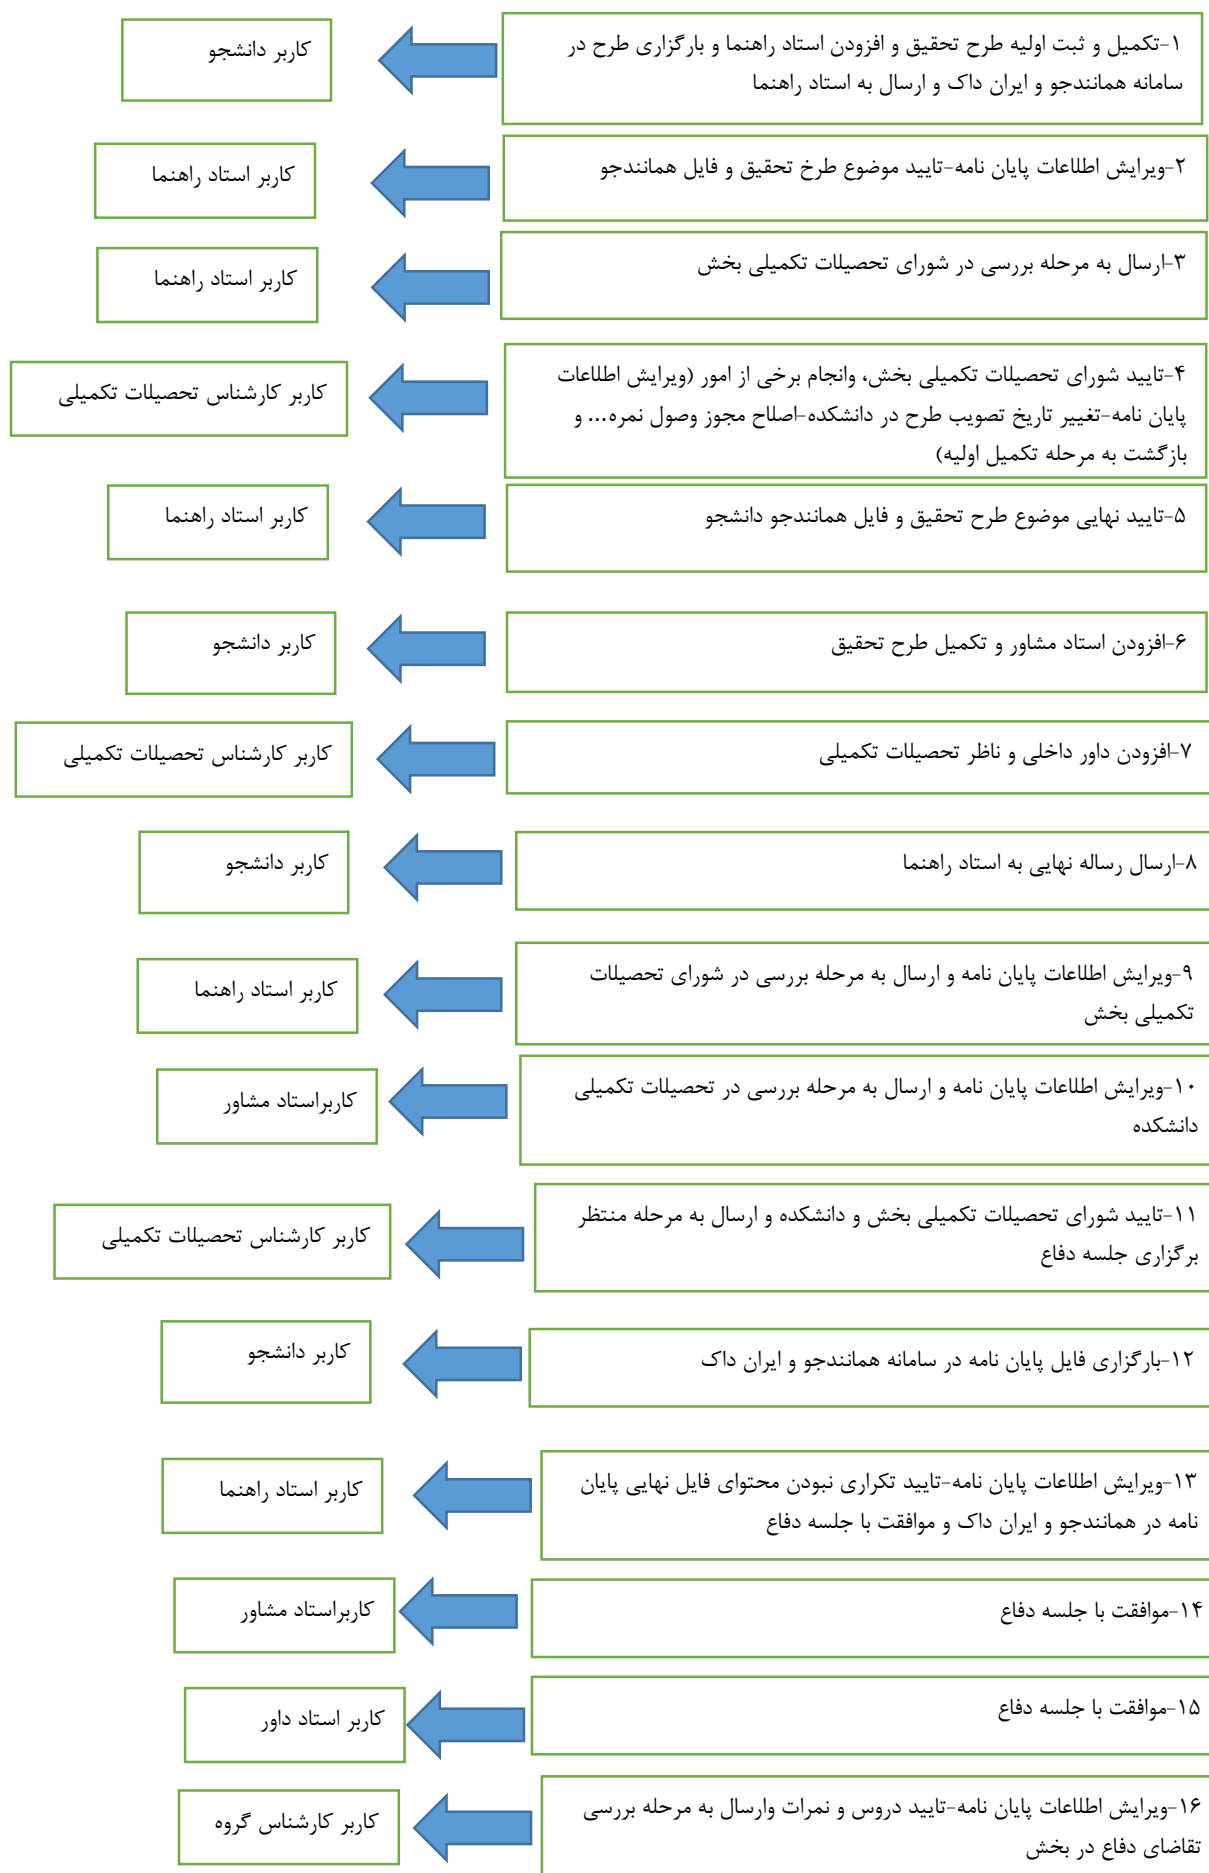 ۱-تکمیل و ثبت اولیه طرح تحقیق و افزودن استاد راهنما و بارگزاری طرح در
سامانه همانندجو و ایران داک و ارسال به استاد راهنما
کاربر دانشجو
۲-ویرایش اطلاعات پایان نامه-تایید موضوع طرخ تحقیق و فایل همانندجو
کاربر استاد راهنما
۳-ارسال به مرحله بررسی در شورای تحصیلات تکمیلی بخش
کاربر استاد راهنما
۴-تایید شورای تحصیلات تکمیلی بخش، وانجام برخی از امور (ویرایش اطلاعات
پایان نامه-تغییر تاریخ تصویب طرح در دانشکده-اصلاح مجوز وصول نمره... و
بازگشت به مرحله تکمیل اولیه)
کاربر کارشناس تحصیلات تکمیلی
۵-تایید نهایی موضوع طرح تحقیق و فایل همانندجو دانشجو
کاربر استاد راهنما
۶-افزودن استاد مشاور و تکمیل طرح تحقیق
کاربر دانشجو
۷-افزودن داور داخلی و ناظر تحصیلات تکمیلی
کاربر کارشناس تحصیلات تکمیلی
۸-ارسال رساله نهایی به استاد راهنما
کاربر دانشجو
۹-ویرایش اطلاعات پایان نامه و ارسال به مرحله بررسی در شورای تحصیلات
تکمیلی بخش
کاربر استاد راهنما
۱۰-ویرایش اطلاعات پایان نامه و ارسال به مرحله بررسی در تحصیلات تکمیلی
دانشکده
کاربراستاد مشاور
۱۱-تایید شورای تحصیلات تکمیلی بخش و دانشکده و ارسال به مرحله منتظر
برگزاری جلسه دفاع
کاربر کارشناس تحصیلات تکمیلی
۱۲-بارگزاری فایل پایان نامه در سامانه همانندجو و ایران داک
کاربر دانشجو
۱۳-ویرایش اطلاعات پایان نامه-تایید تکراری نبودن محتوای فایل نهایی پایان
نامه در همانندجو و ایران داک و موافقت با جلسه دفاع
کاربر استاد راهنما
۱۴-موافقت با جلسه دفاع
کاربراستاد مشاور
۱۵-موافقت با جلسه دفاع
کاربر استاد داور
۱۶-ویرایش اطلاعات پایان نامه-تایید دروس و نمرات وارسال به مرحله بررسی
تقاضای دفاع در بخش
کاربر کارشناس گروه